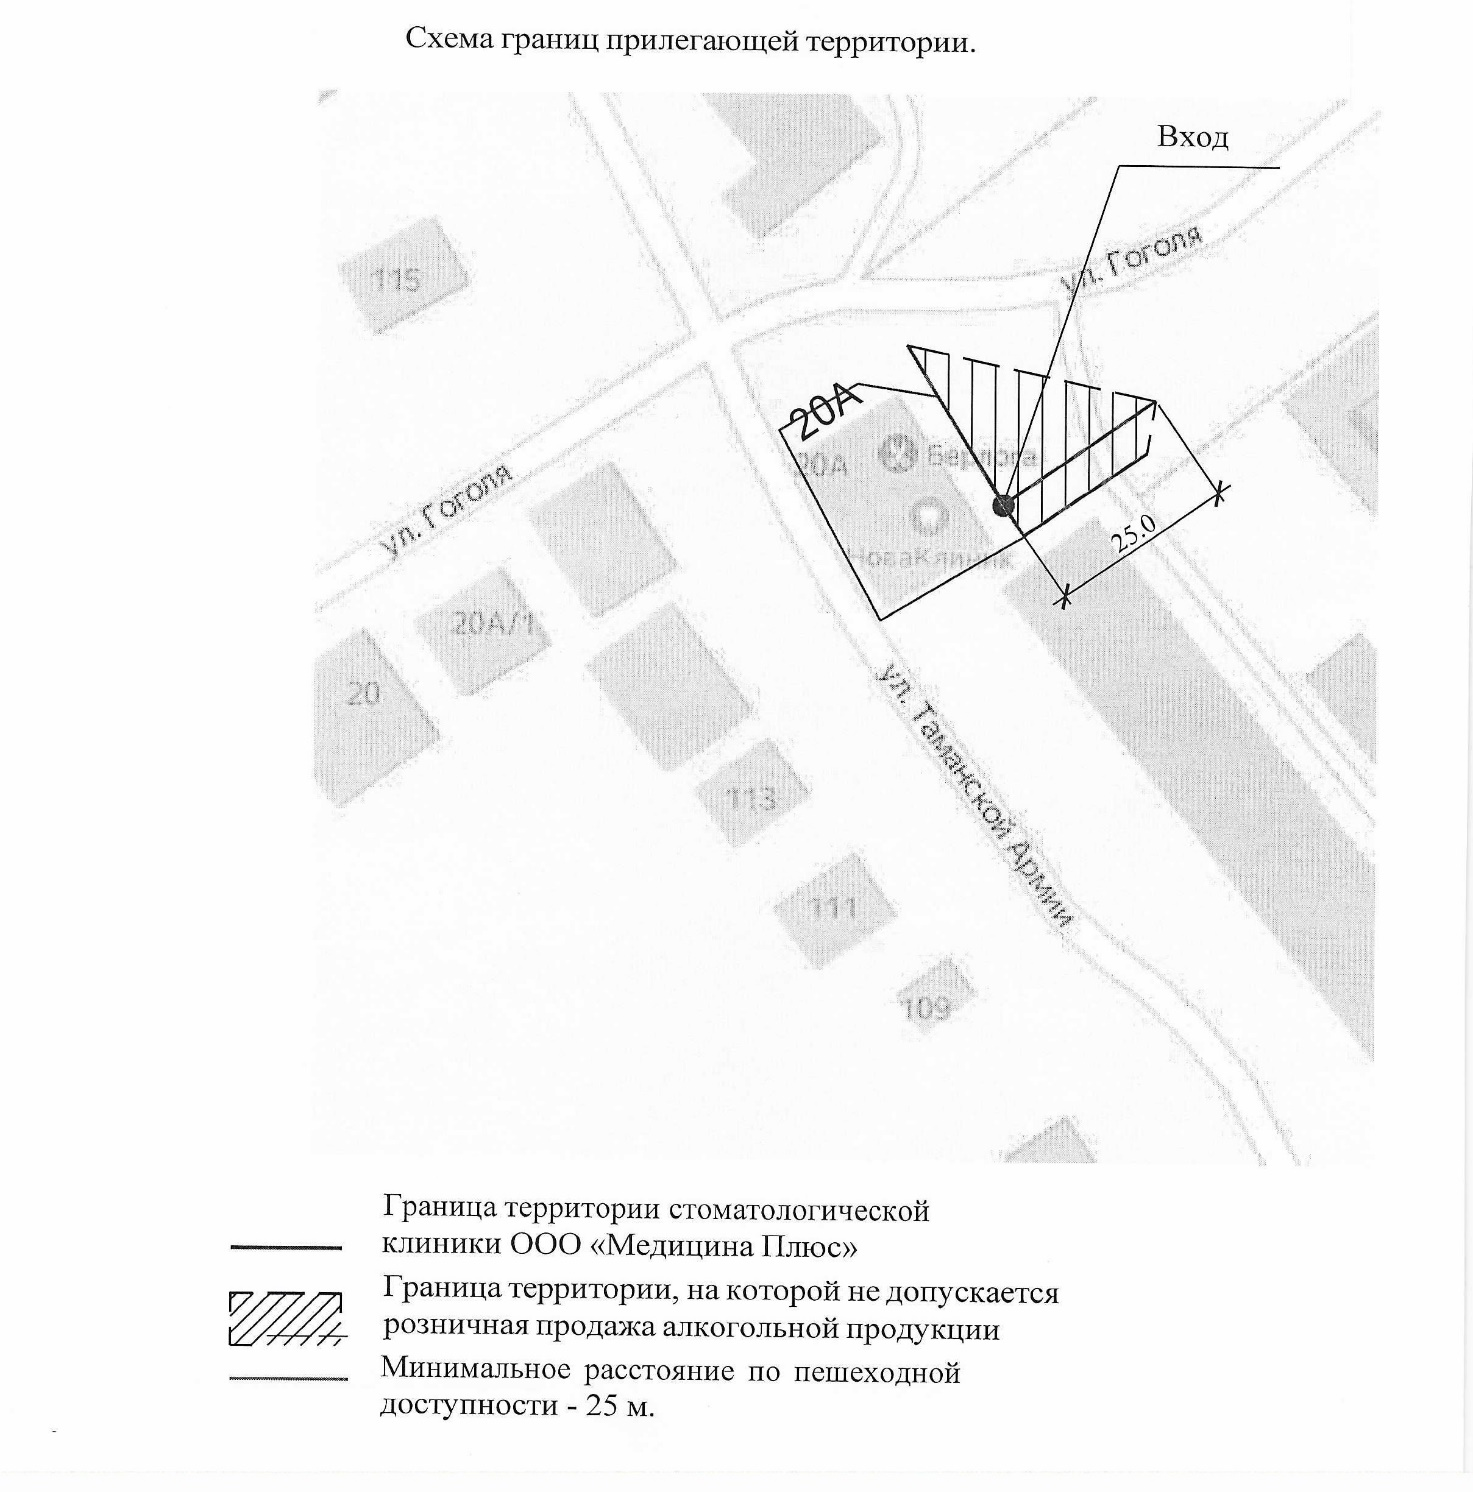 Схема границ прилегающей территории.
Вход
ул. Гоголя
115
20А
20А
Берлога
НоваКлиник
25.0
ул. Гоголя
20А/1
20
ул. Таманской Армии
113
111
109
Граница территории стоматологической
клиники ООО «Медицина Плюс»
Граница территории, на которой не допускается
розничная продажа алкогольной продукции
Минимальное расстояние по пешеходной
доступности - 25 м.